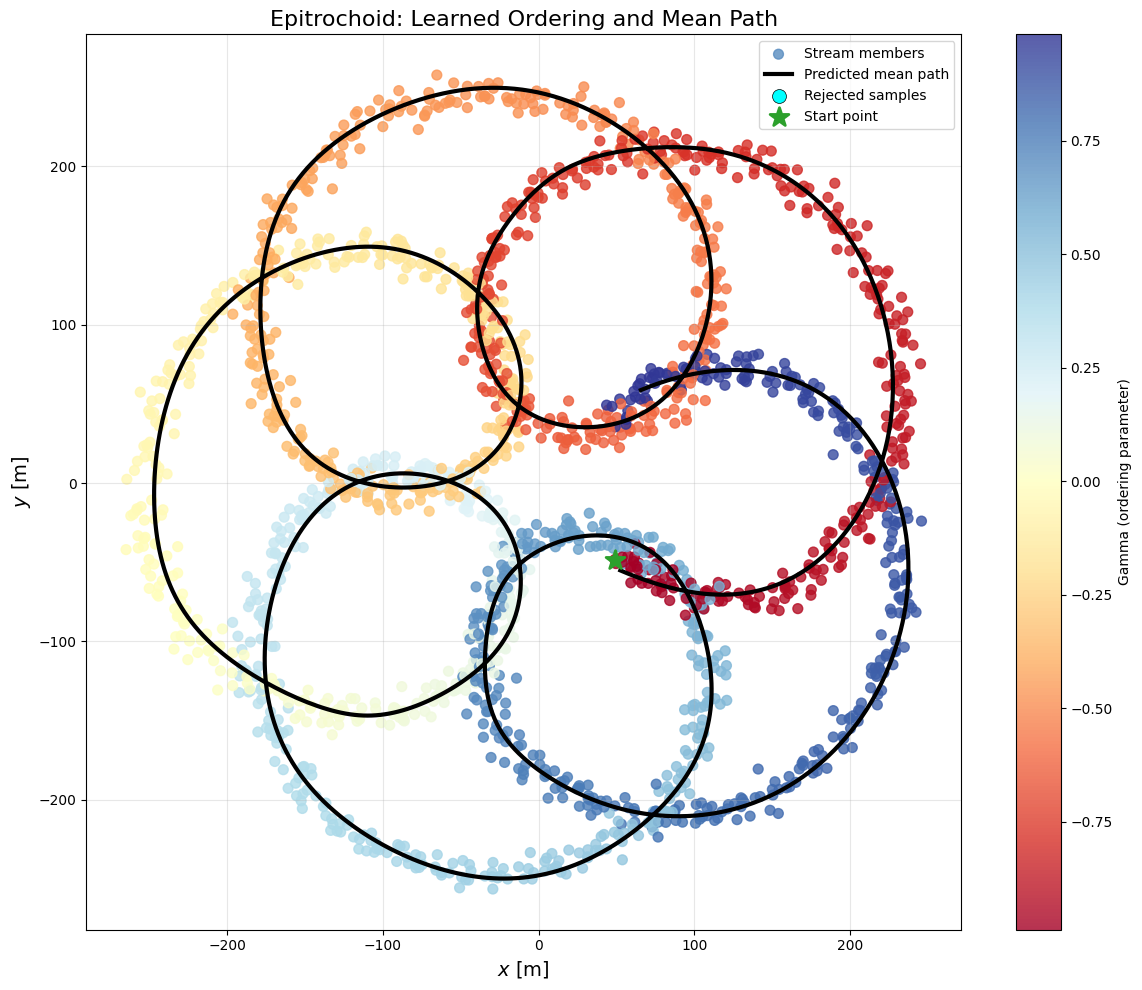 Epitrochoid: Learned Ordering and Mean Path
Stream members
Predicted mean path
Rejected samples
Start point
200
100
0
−100
−200
y [m]
−200
−100
0
100
200
x [m]
0.75
0.50
0.25
0.00
−0.25
−0.50
−0.75
Gamma (ordering parameter)